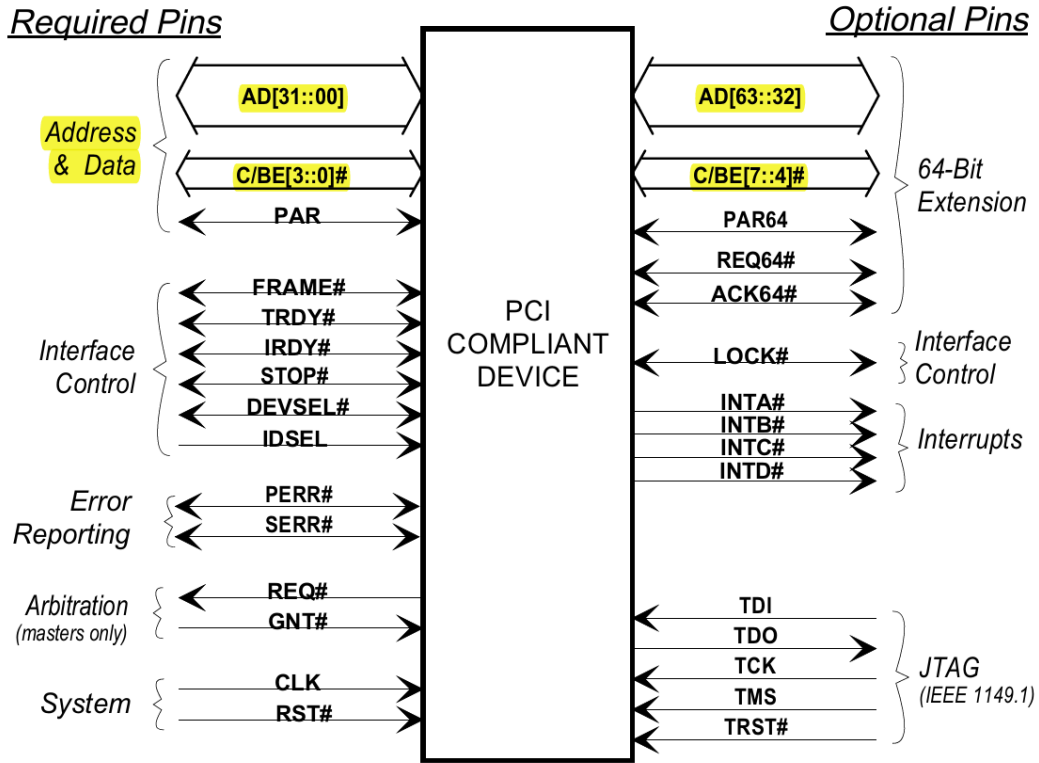 Required Pins
Optional Pins
Address
& Data
AD[31::00]
C/BE[3::0]#
PAR
Interface
Control
FRAME#
TRDY#
IRDY#
STOP#
DEVSEL#
IDSEL
Error
Reporting
PERR#
SERR#
Arbitration
(masters only)
REQ#
GNT#
System
CLK
RST#
PCI
COMPLIANT
DEVICE
AD[63::32]
C/BE[7::4]#
PAR64
REQ64#
ACK64#
64-Bit
Extension
LOCK#
Interface
Control
INTA#
INTB#
INTC#
INTD#
Interrupts
TDI
TDO
TCK
TMS
TRST#
JTAG
(IEEE 1149.1)